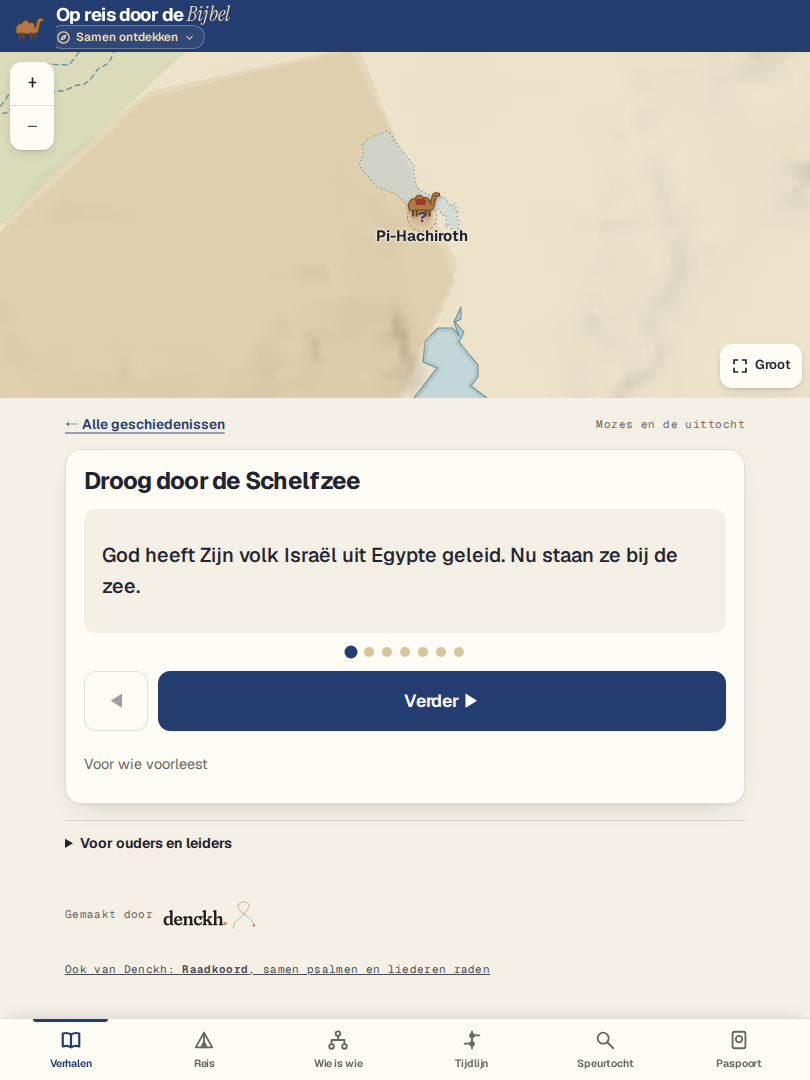 Op reis door de Bijbel
Samen ontdekken
+
−
?
Pi-Hachiroth
Groot
← Alle geschiedenissen
Mozes en de uittocht
Droog door de Schelfzee
God heeft Zijn volk Israël uit Egypte geleid. Nu staan ze bij de
zee.
Verder ▶
Voor wie voorleest
▶ Voor ouders en leiders
Gemaakt door denckh.
Ook van Denckh: Raadkoord, samen psalmen en liederen raden
Verhalen
Reis
Wie is wie
Tijdlijn
Speurtocht
Paspoort